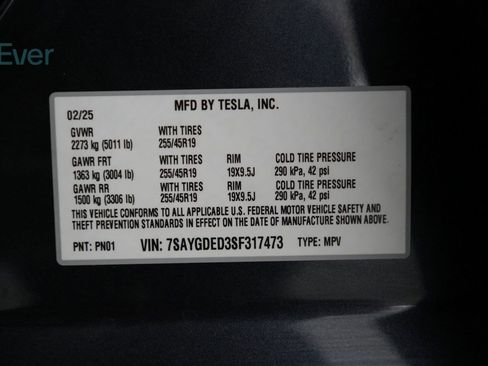 Ever
MFD BY TESLA, INC.
02/25
GVWR WITH TIRES
2273 kg (5011 lb) 255/45R19
GAWR FRT WITH TIRES RIM COLD TIRE PRESSURE
1363 kg (3004 lb) 255/45R19 19X9.5J 290 kPa, 42 psi
GAWR RR WITH TIRES RIM COLD TIRE PRESSURE
1500 kg (3306 lb) 255/45R19 19X9.5J 290 kPa, 42 psi
THIS VEHICLE CONFORMS TO ALL APPLICABLE U.S. FEDERAL MOTOR VEHICLE SAFETY AND
THEFT PREVENTION STANDARDS IN EFFECT ON THE DATE OF MANUFACTURE SHOWN ABOVE.
PNT: PN01 VIN: 7SAYGDED3SF317473 TYPE: MPV